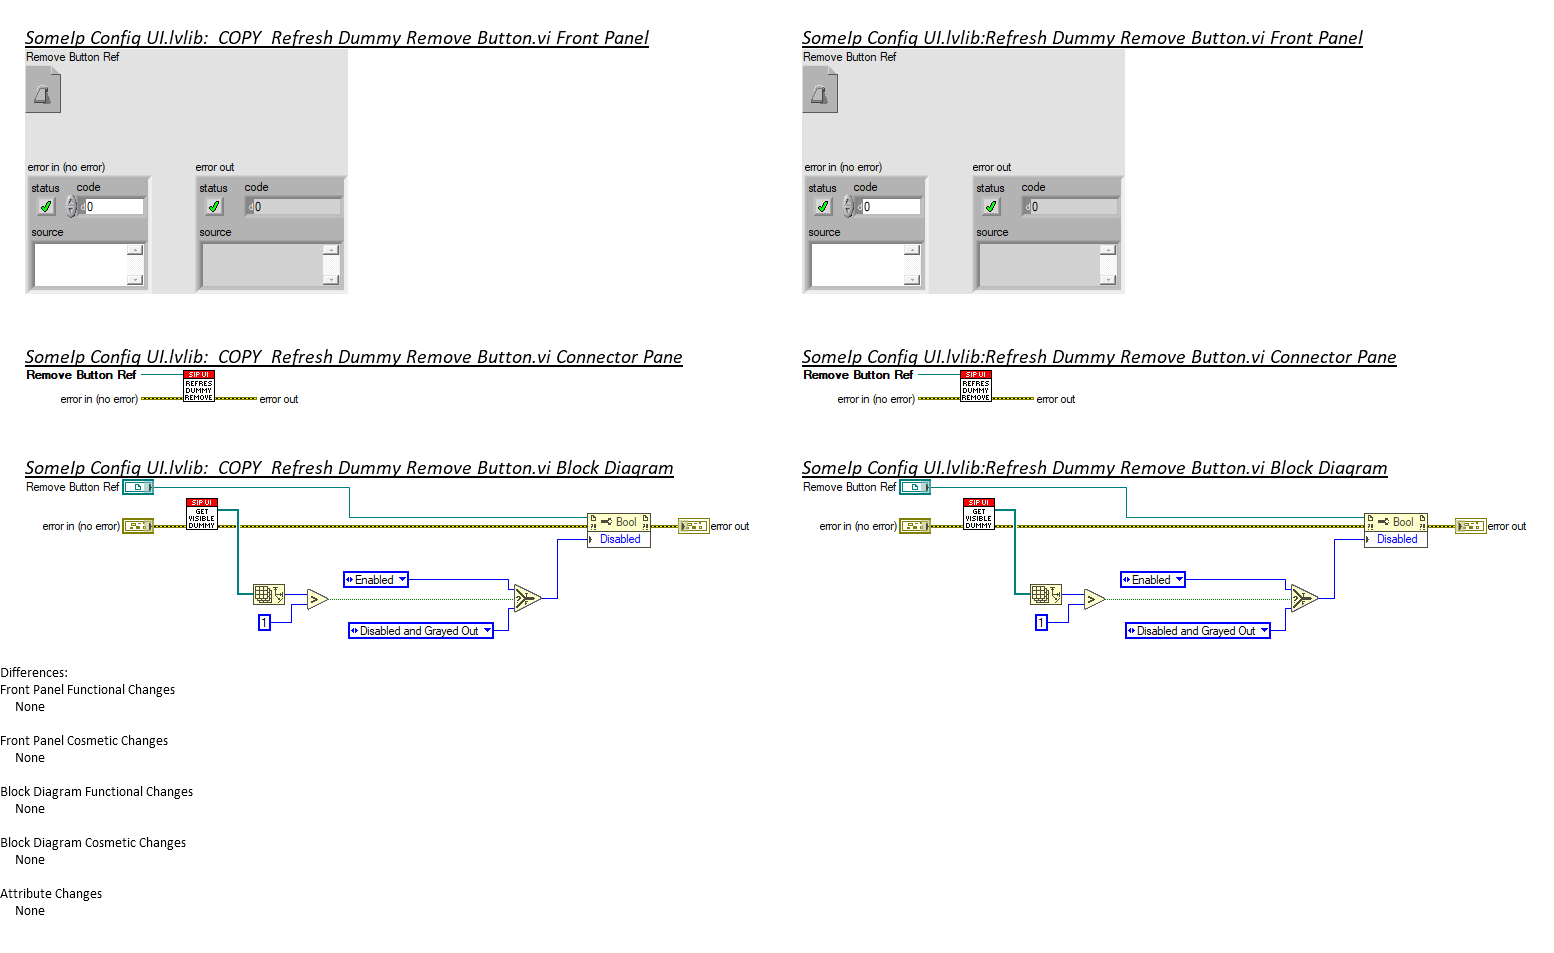 SomeIp Config UI.lvlib:  COPY  Refresh Dummy Remove Button.vi Front Panel
Remove Button Ref
error in (no error)
error out
status
code
d
0
source
status
code
d
0
source
SomeIp Config UI.lvlib:Refresh Dummy Remove Button.vi Front Panel
Remove Button Ref
error in (no error)
error out
status
code
d
0
source
status
code
d
0
source
SomeIp Config UI.lvlib:  COPY  Refresh Dummy Remove Button.vi Connector Pane
Remove Button Ref
SIP UI
REFRES
DUMMY
REMOVE
error in (no error)
error out
SomeIp Config UI.lvlib:Refresh Dummy Remove Button.vi Connector Pane
Remove Button Ref
SIP UI
REFRES
DUMMY
REMOVE
error in (no error)
error out
SomeIp Config UI.lvlib:  COPY  Refresh Dummy Remove Button.vi Block Diagram
Remove Button Ref
SIP UI
GET
VISIBLE
DUMMY
error in (no error)
?!
Bool
?!
Disabled
error out
Enabled
>
?
T
F
1
Disabled and Grayed Out
SomeIp Config UI.lvlib:Refresh Dummy Remove Button.vi Block Diagram
Remove Button Ref
SIP UI
GET
VISIBLE
DUMMY
error in (no error)
?!
Bool
?!
Disabled
error out
Enabled
>
?
T
F
1
Disabled and Grayed Out
Differences:
Front Panel Functional Changes
None
Front Panel Cosmetic Changes
None
Block Diagram Functional Changes
None
Block Diagram Cosmetic Changes
None
Attribute Changes
None